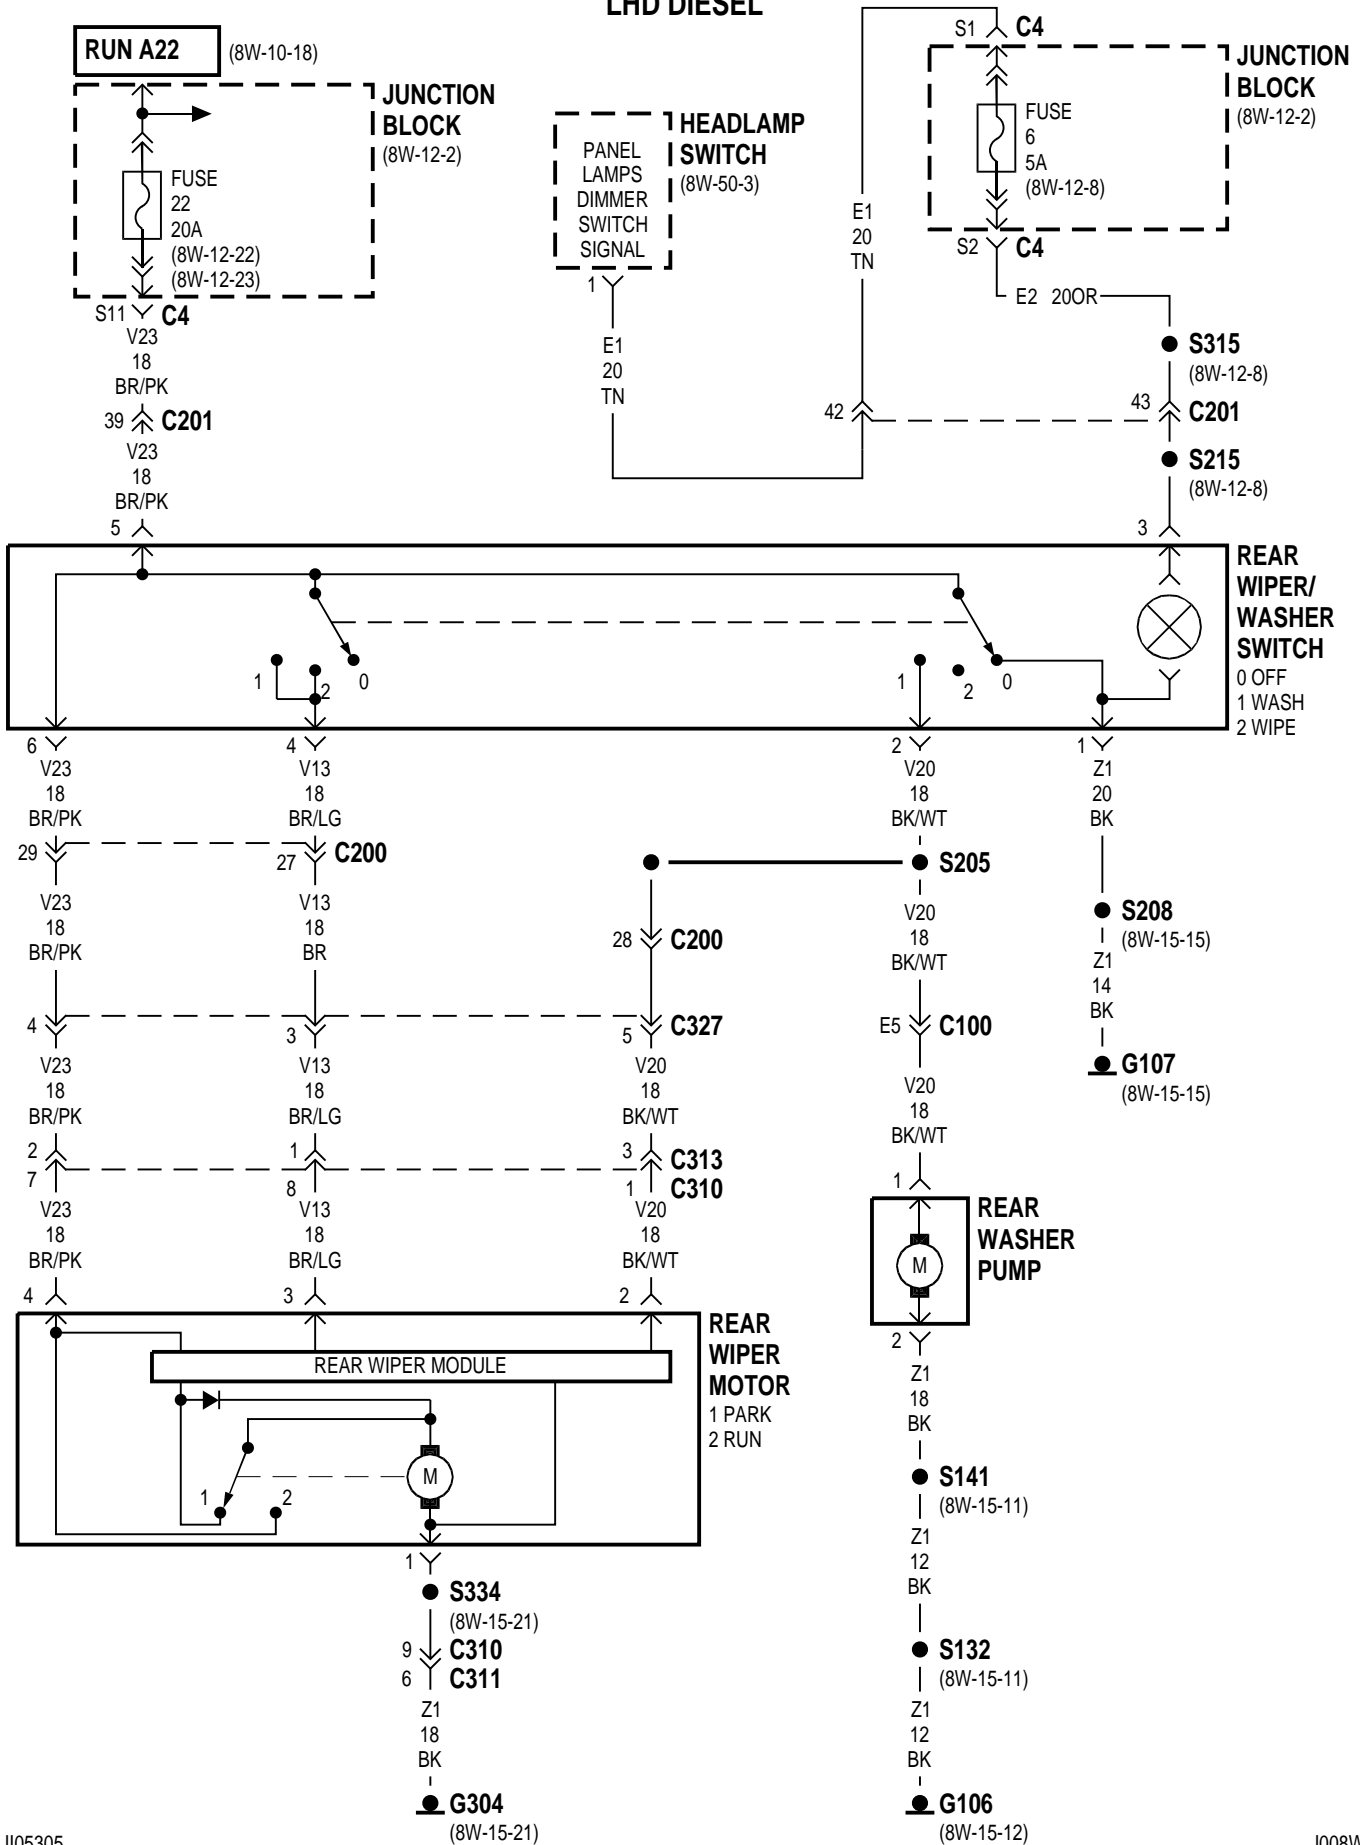 LHD DIESEL
RUN A22
(8W-10-18)
JUNCTION
BLOCK
(8W-12-2)
FUSE
22
20A
(8W-12-22)
(8W-12-23)
S11
C4
V23
18
BR/PK
39
C201
V23
18
BR/PK
5
PANEL
LAMPS
DIMMER
SWITCH
SIGNAL
HEADLAMP
SWITCH
(8W-50-3)
1
E1
20
TN
E1
20
TN
42
S1
C4
JUNCTION
BLOCK
(8W-12-2)
FUSE
6
5A
(8W-12-8)
S2
C4
E2 20OR
S315
(8W-12-8)
43
C201
S215
(8W-12-8)
3
REAR
WIPER/
WASHER
SWITCH
0 OFF
1 WASH
2 WIPE
1
2
0
1
2
0
6
V23
18
BR/PK
29
V23
18
BR/PK
4
V23
18
BR/PK
2
7
V23
18
BR/PK
4
4
V13
18
BR/LG
27
C200
V13
18
BR
3
V13
18
BR/LG
1
8
V13
18
BR/LG
3
28
C200
5
C327
V20
18
BK/WT
3
C313
1
C310
V20
18
BK/WT
2
2
V20
18
BK/WT
S205
V20
18
BK/WT
E5
C100
V20
18
BK/WT
1
REAR
WASHER
PUMP
M
2
Z1
18
BK
S141
(8W-15-11)
Z1
12
BK
S132
(8W-15-11)
Z1
12
BK
G106
(8W-15-12)
1
Z1
20
BK
S208
(8W-15-15)
Z1
14
BK
G107
(8W-15-15)
REAR
WIPER
MOTOR
1 PARK
2 RUN
REAR WIPER MODULE
M
1
2
1
S334
(8W-15-21)
9
C310
6
C311
Z1
18
BK
G304
(8W-15-21)